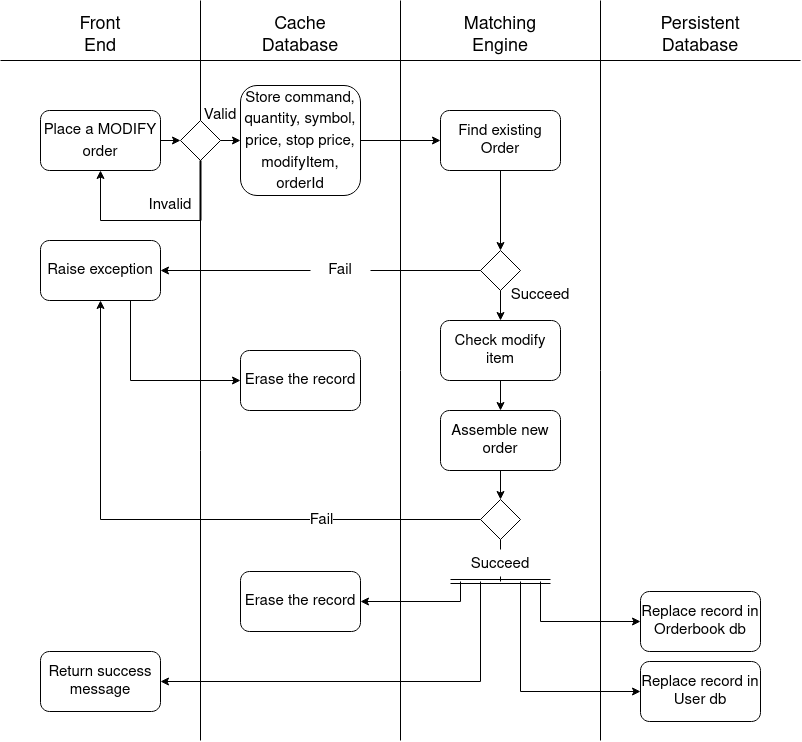 Front
End
Cache
Database
Matching
Engine
Persistent
Database
Place a MODIFY
order
Valid
Invalid
Store command,
quantity, symbol,
price, stop price,
modifyItem,
orderId
Find existing
Order
Raise exception
Fail
Succeed
Check modify
item
Erase the record
Assemble new
order
Fail
Succeed
Erase the record
Replace record in
Orderbook db
Return success
message
Replace record in
User db